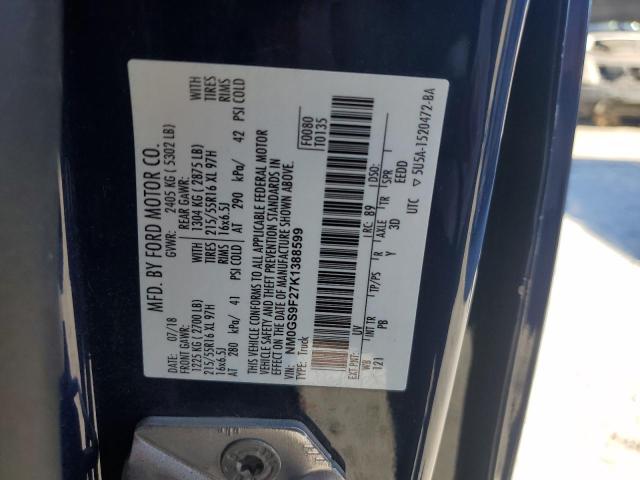 MFD. BY FORD MOTOR CO.
DATE: 07/18 GVWR: 2405 KG ( 5302 LB)
FRONT GAWR: REAR GAWR:
1225 KG ( 2700 LB) 1304 KG ( 2875 LB)
215/55R16 XL 97H TIRES 215/55R16 XL 97H TIRES
16x6.5J RIMS 16x6.5J RIMS
AT 280 kPa/ 41 PSI COLD AT 290 kPa/ 42 PSI COLD
THIS VEHICLE CONFORMS TO ALL APPLICABLE FEDERAL MOTOR
VEHICLE SAFETY AND THEFT PREVENTION STANDARDS IN
EFFECT ON THE DATE OF MANUFACTURE SHOWN ABOVE.
VIN: NM0GS9F27K1388599
TYPE: Truck
F0080
T0135
EXT PNT: UV RC: 89 DSO:
WB INT TR TP/PS R AXLE TR SPR
121 PB Y 3D EEDD
UTC ▽ 5U5A-1520472-BA